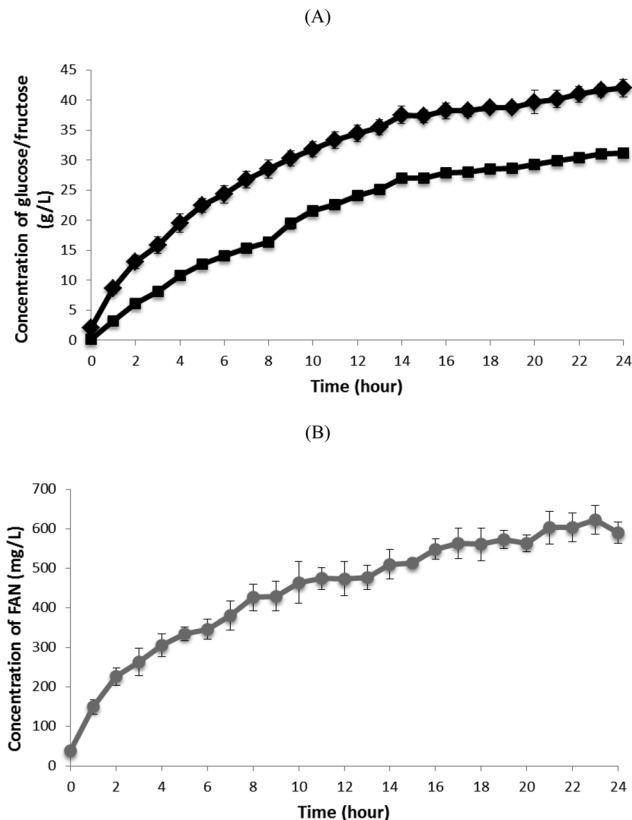 (A)
Concentration of glucose/fructose
(g/L)
45
40
35
30
25
20
15
10
5
0
0 2 4 6 8 10 12 14 16 18 20 22 24
Time (hour)
(B)
Concentration of FAN (mg/L)
700
600
500
400
300
200
100
0
0 2 4 6 8 10 12 14 16 18 20 22 24
Time (hour)